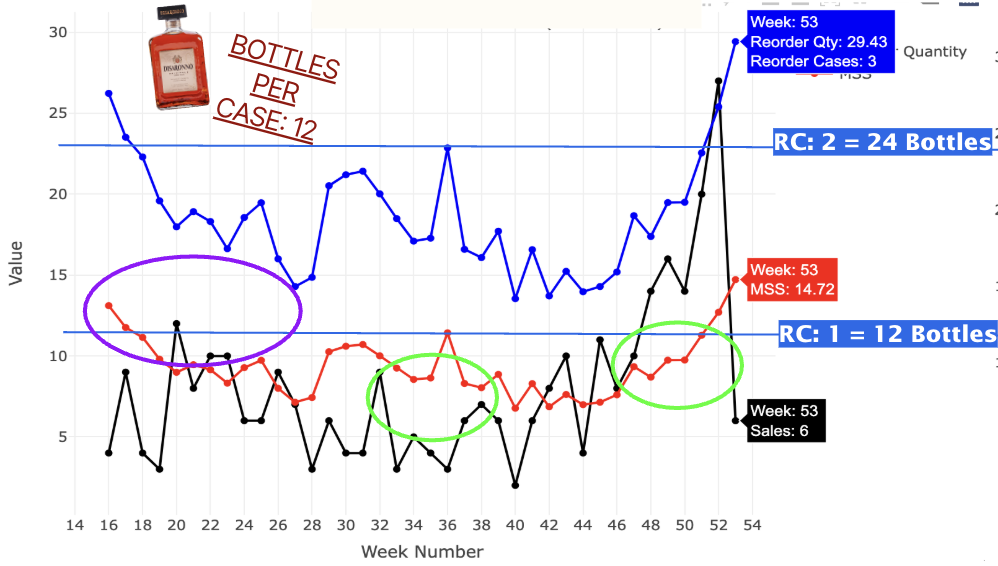 BOTTLES
PER
CASE: 12
DISARONNO
Week: 53
Reorder Qty: 29.43
Reorder Cases: 3
Quantity
MSS
RC: 2 = 24 Bottles
Week: 53
MSS: 14.72
RC: 1 = 12 Bottles
Week: 53
Sales: 6
Value
30
25
20
15
10
5
14 16 18 20 22 24 26 28 30 32 34 36 38 40 42 44 46 48 50 52 54
Week Number